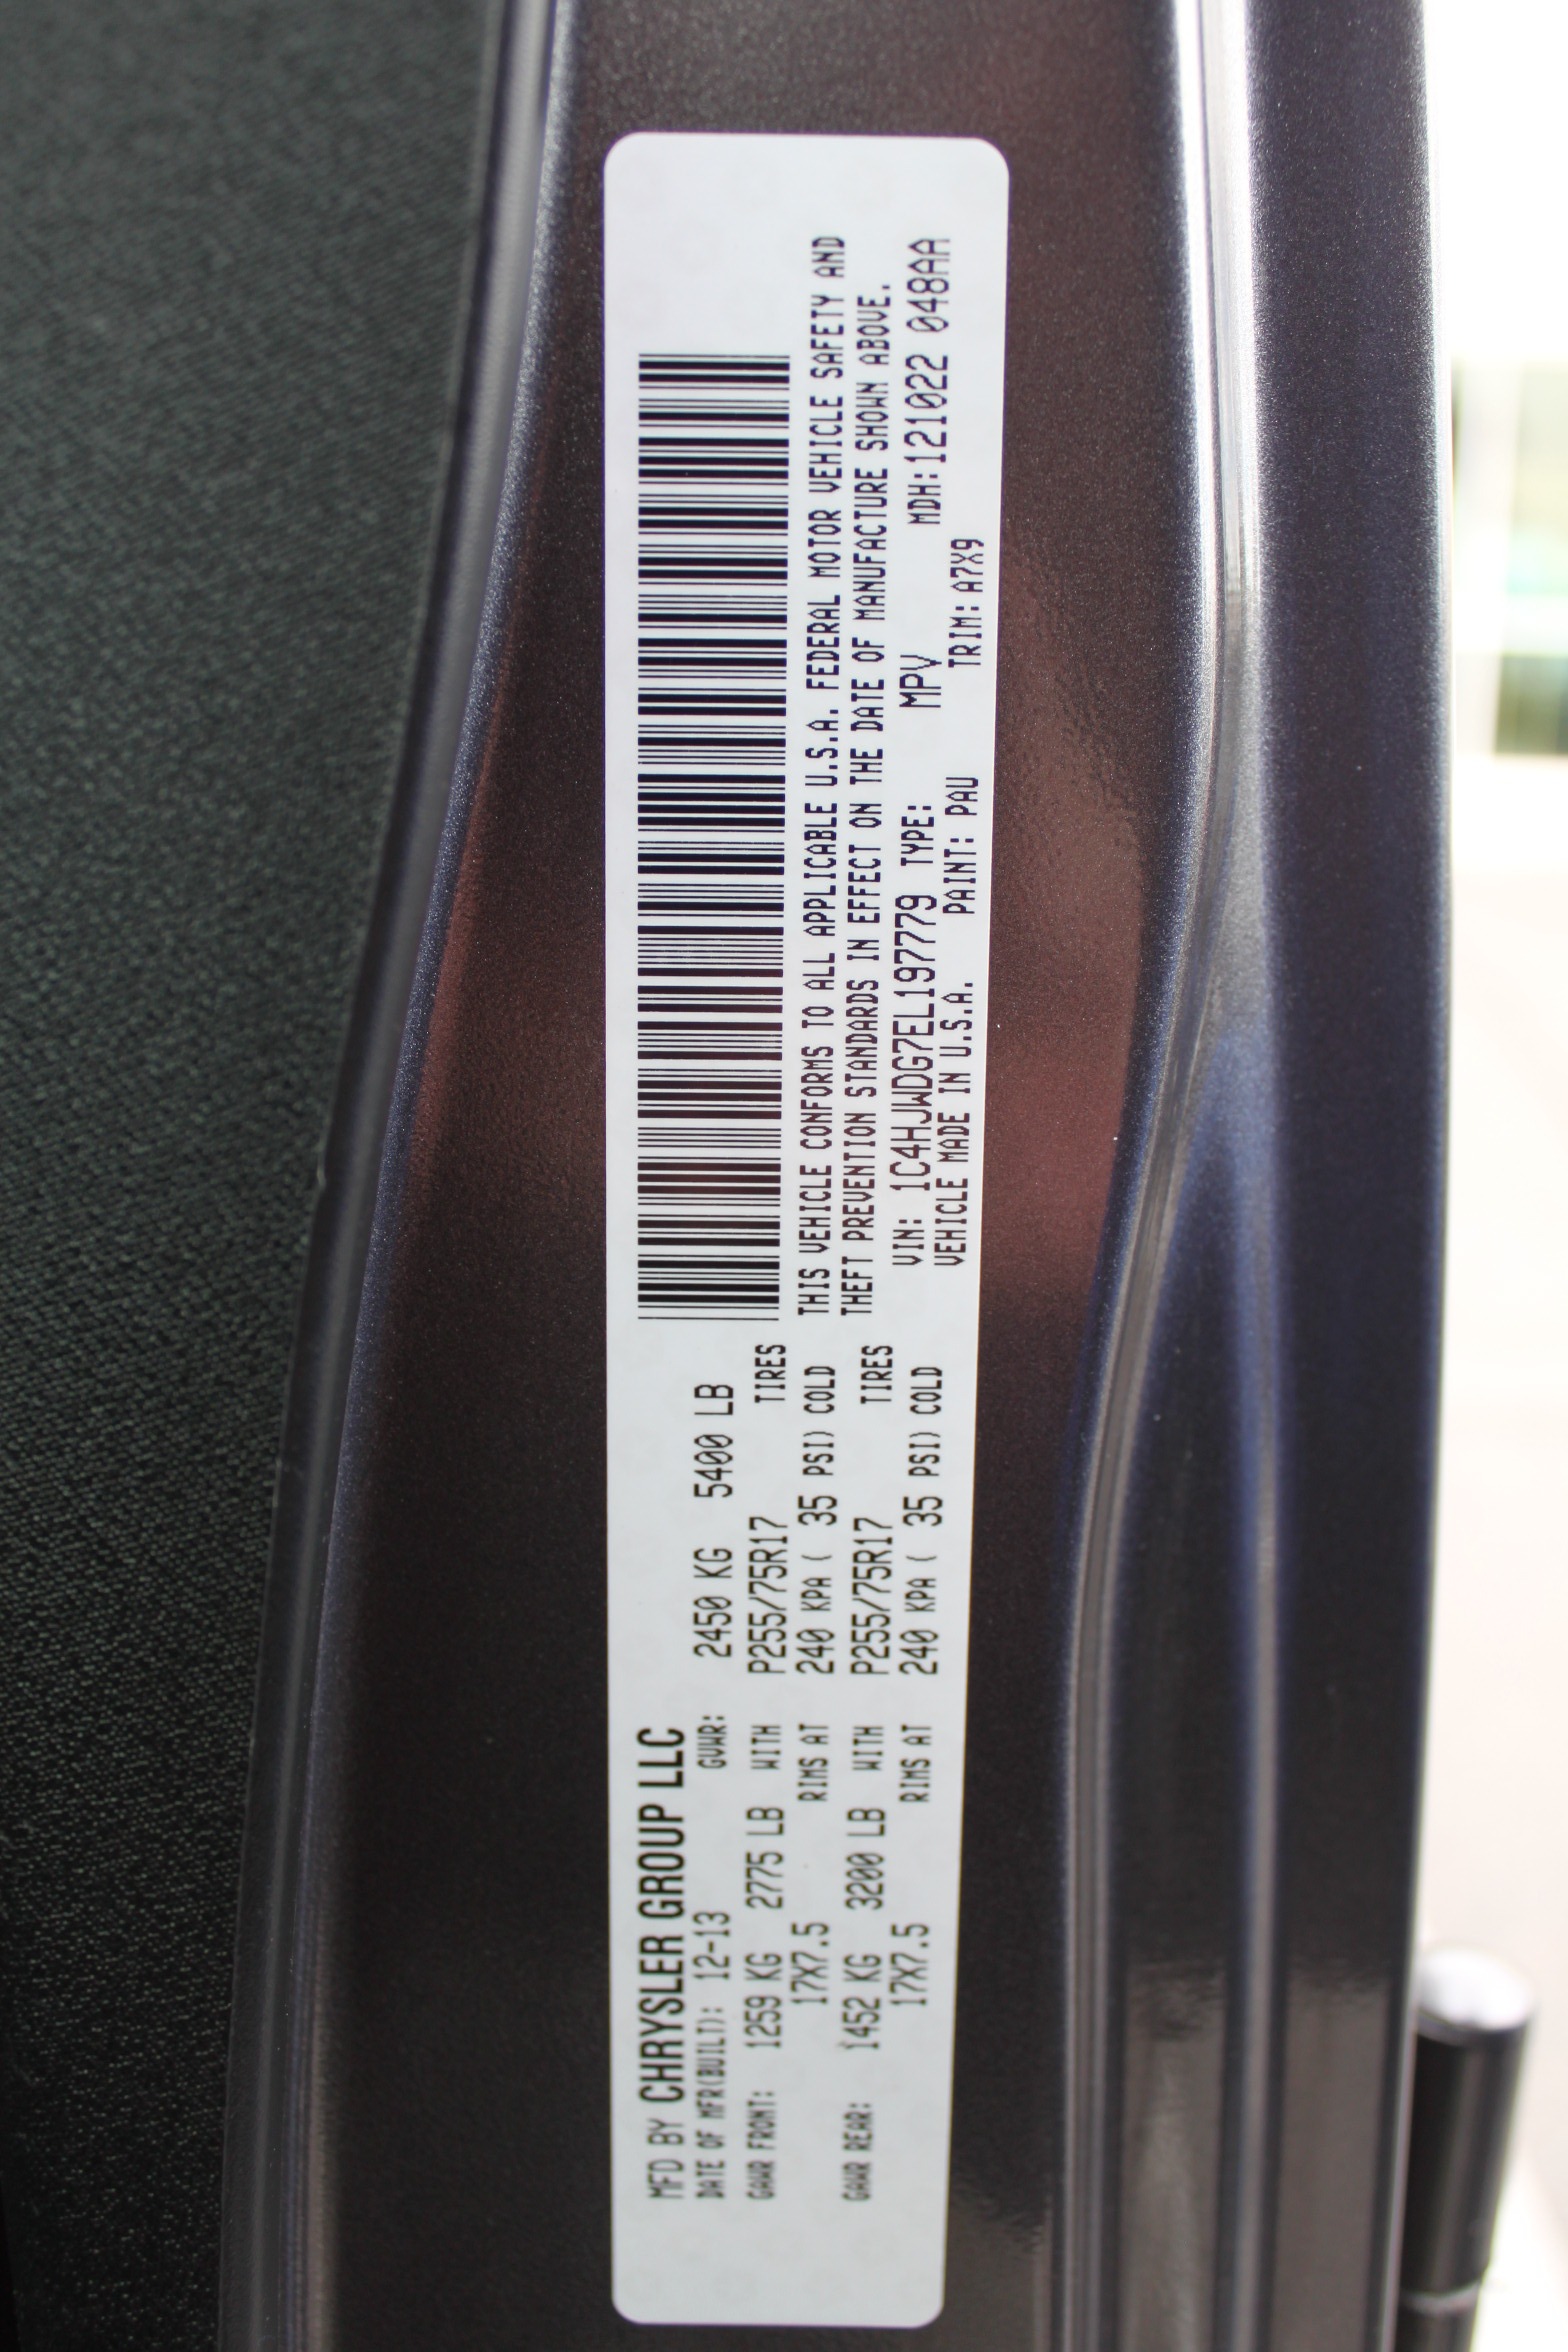 MFD BY CHRYSLER GROUP LLC
DATE OF MFR(BUILT): 12-13 GVWR: 2450 KG 5400 LB
GAWR FRONT: 1259 KG 2775 LB WITH P255/75R17 TIRES
17X7.5 RIMS AT 240 KPA ( 35 PSI) COLD
GAWR REAR: 1452 KG 3200 LB WITH P255/75R17 TIRES
17X7.5 RIMS AT 240 KPA ( 35 PSI) COLD
THIS VEHICLE CONFORMS TO ALL APPLICABLE U.S.A. FEDERAL MOTOR VEHICLE SAFETY AND
THEFT PREVENTION STANDARDS IN EFFECT ON THE DATE OF MANUFACTURE SHOWN ABOVE.
VIN: 1C4HJWDG7EL197779 TYPE: MPV MDH:121022 048AA
VEHICLE MADE IN U.S.A. PAINT: PAU TRIM: A7X9